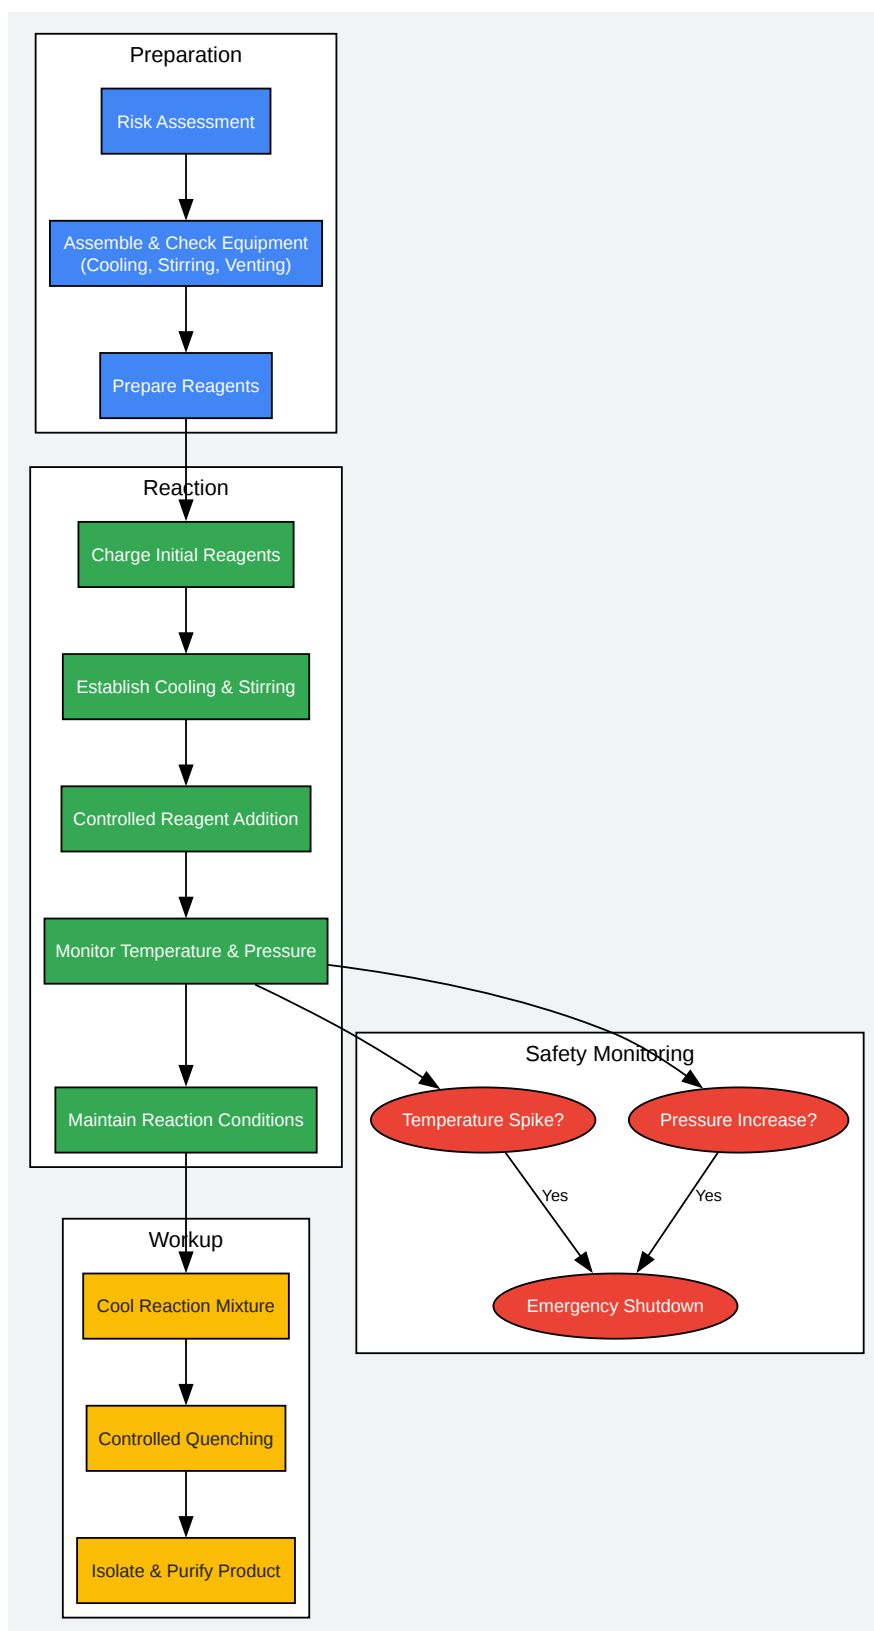 Preparation
Risk Assessment
Assemble & Check Equipment
(Cooling, Stirring, Venting)
Prepare Reagents
Reaction
Charge Initial Reagents
Establish Cooling & Stirring
Controlled Reagent Addition
Monitor Temperature & Pressure
Maintain Reaction Conditions
Safety Monitoring
Temperature Spike?
Pressure Increase?
Yes
Yes
Emergency Shutdown
Workup
Cool Reaction Mixture
Controlled Quenching
Isolate & Purify Product